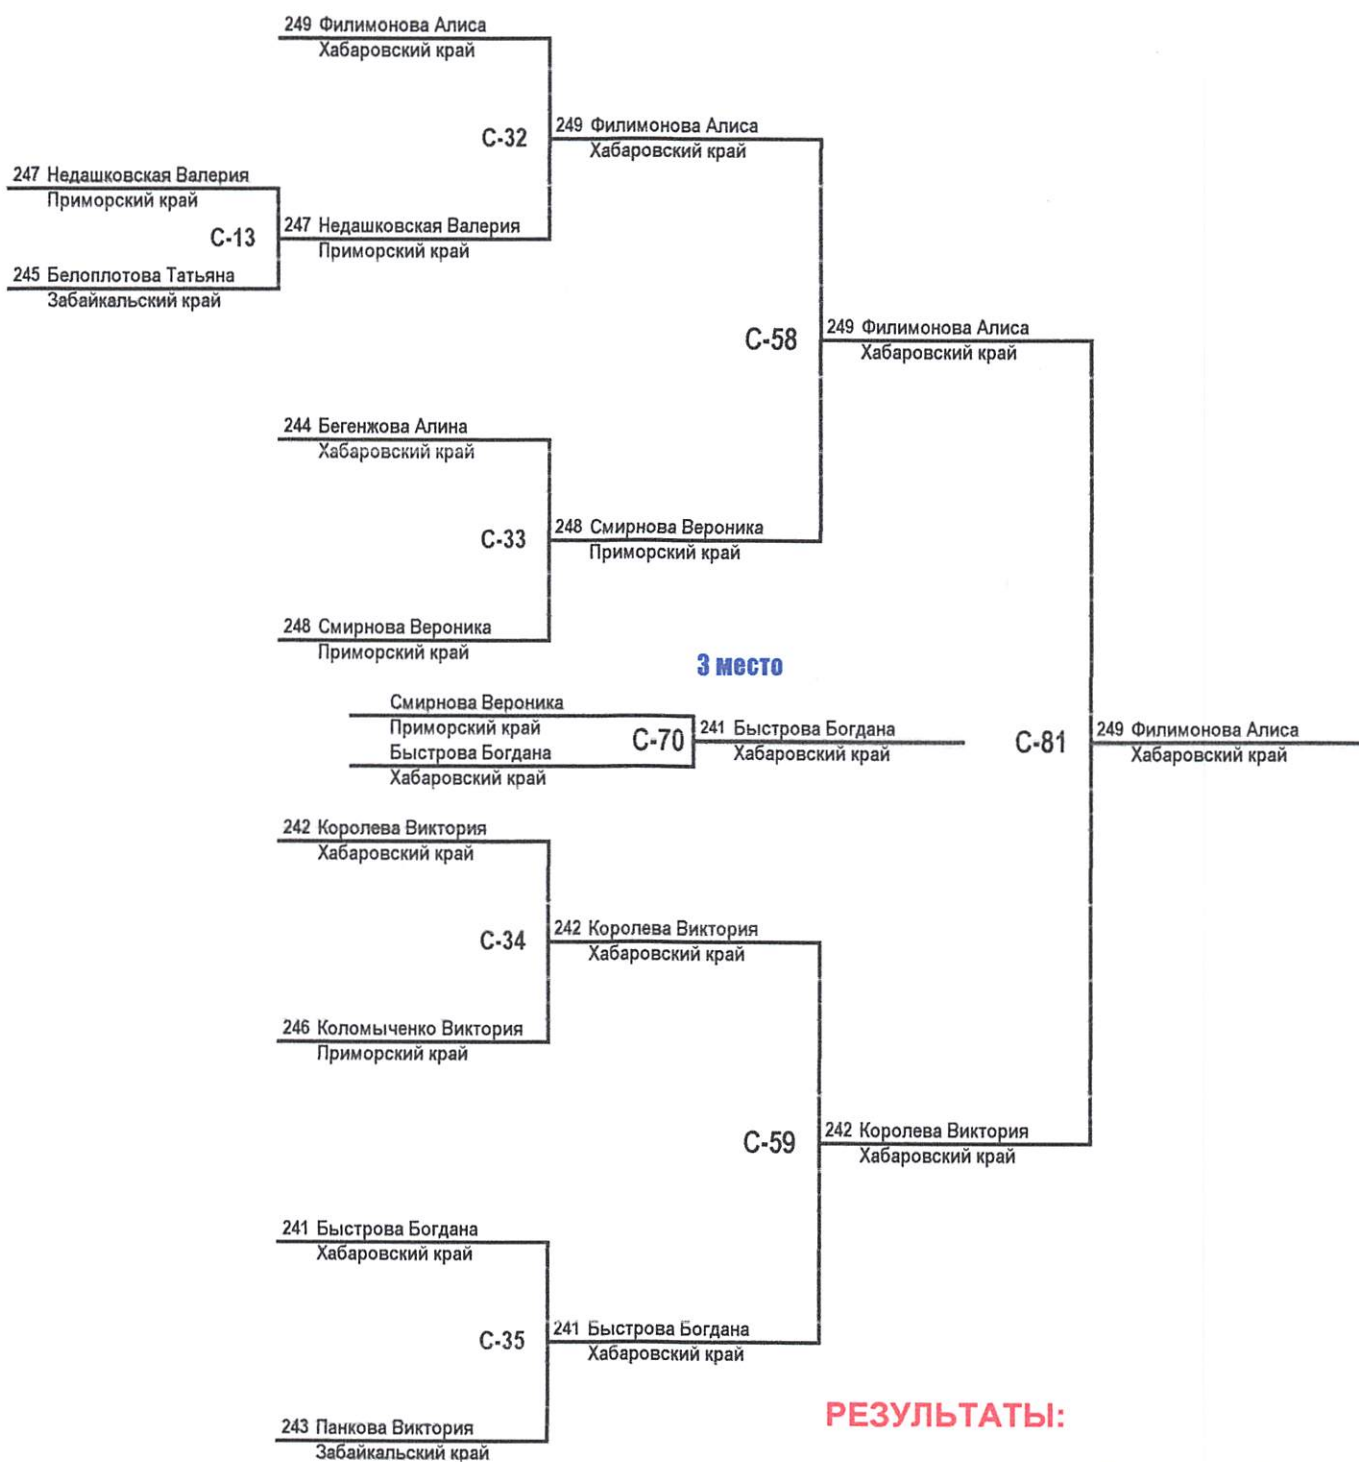 249 Филимонова Алиса
Хабаровский край
С-32
249 Филимонова Алиса
Хабаровский край
247 Недашковская Валерия
Приморский край
С-13
247 Недашковская Валерия
Приморский край
245 Белоплотова Татьяна
Забайкальский край
С-58
249 Филимонова Алиса
Хабаровский край
244 Бегенжова Алина
Хабаровский край
С-33
248 Смирнова Вероника
Приморский край
248 Смирнова Вероника
Приморский край
3 место
Смирнова Вероника
Приморский край
Быстрова Богдана
Хабаровский край
С-70
241 Быстрова Богдана
Хабаровский край
С-81
249 Филимонова Алиса
Хабаровский край
242 Королева Виктория
Хабаровский край
С-34
242 Королева Виктория
Хабаровский край
246 Коломыченко Виктория
Приморский край
С-59
242 Королева Виктория
Хабаровский край
241 Быстрова Богдана
Хабаровский край
С-35
241 Быстрова Богдана
Хабаровский край
243 Панкова Виктория
Забайкальский край
РЕЗУЛЬТАТЫ: